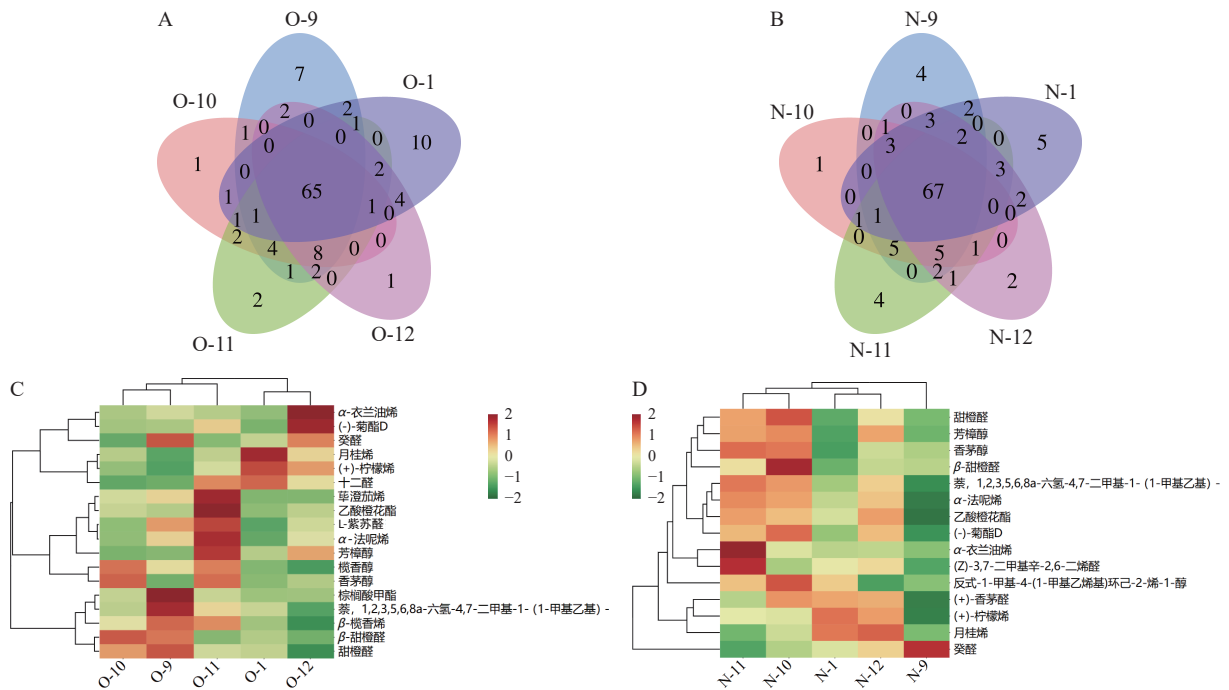 A
O-9
7
O-1
O-10
2
2
0
0
1
1
0
0
0
10
1
0
2
65
1
4
1
1
1
0
2
4
8
0
0
1
2
0
2
1
O-11
O-12
B
N-9
4
N-1
N-10
0
2
1
3
0
0
3
2
0
5
1
0
3
67
0
2
0
1
1
0
0
0
5
5
1
0
2
1
4
2
N-11
N-12
C
α-衣兰油烯
(-)-菊酯D
癸醛
月桂烯
(+)-柠檬烯
十二醛
荜澄茄烯
乙酸橙花酯
L-紫苏醛
α-法呢烯
芳樟醇
榄香醇
香茅醇
棕榈酸甲酯
萘，1,2,3,5,6,8a-六氢-4,7-二甲基-1-（1-甲基乙基）-
β-榄香烯
β-甜橙醛
甜橙醛
O-10
O-9
O-11
O-1
O-12
2
1
0
−1
−2
D
2
1
0
−1
−2
甜橙醛
芳樟醇
香茅醇
β-甜橙醛
萘，1,2,3,5,6,8a-六氢-4,7-二甲基-1-（1-甲基乙基）-
α-法呢烯
乙酸橙花酯
(-)-菊酯D
α-衣兰油烯
(Z)-3,7-二甲基辛-2,6-二烯醛
反式-1-甲基-4-(1-甲基乙烯基)环己-2-烯-1-醇
(+)-香茅醛
(+)-柠檬烯
月桂烯
癸醛
N-11
N-10
N-1
N-12
N-9